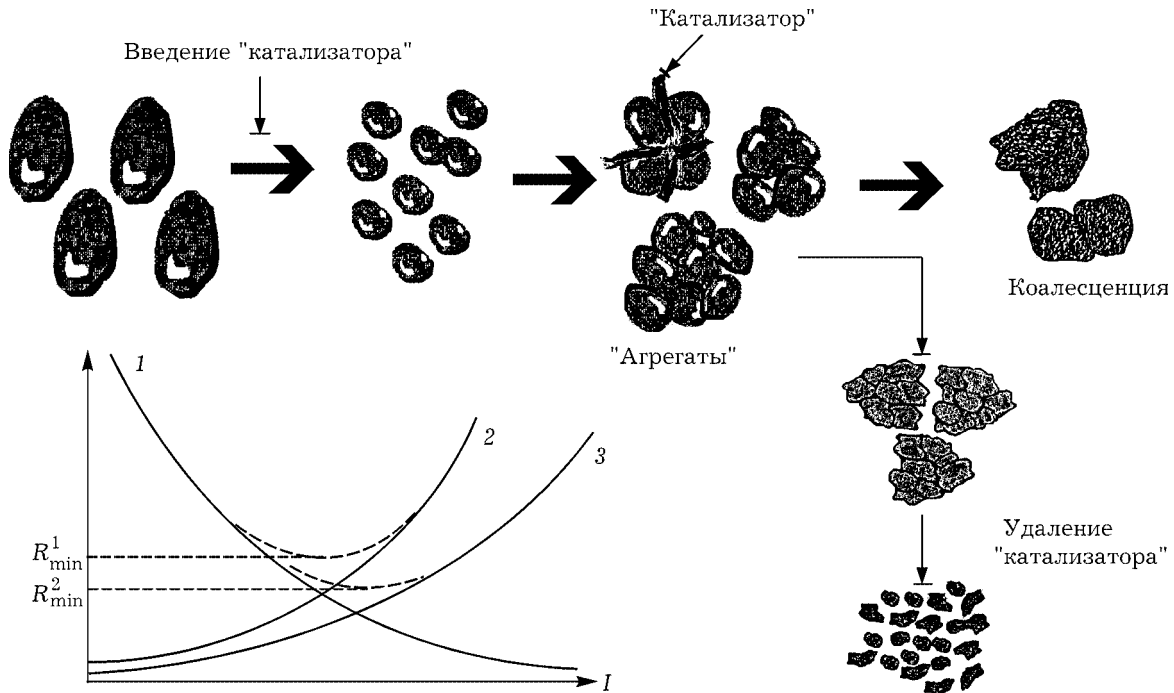 "Катализатор"
Введение "катализатора"
Коалесценция
"Агрегаты"
1
2
3
R¹min
R²min
I
Удаление
"катализатора"